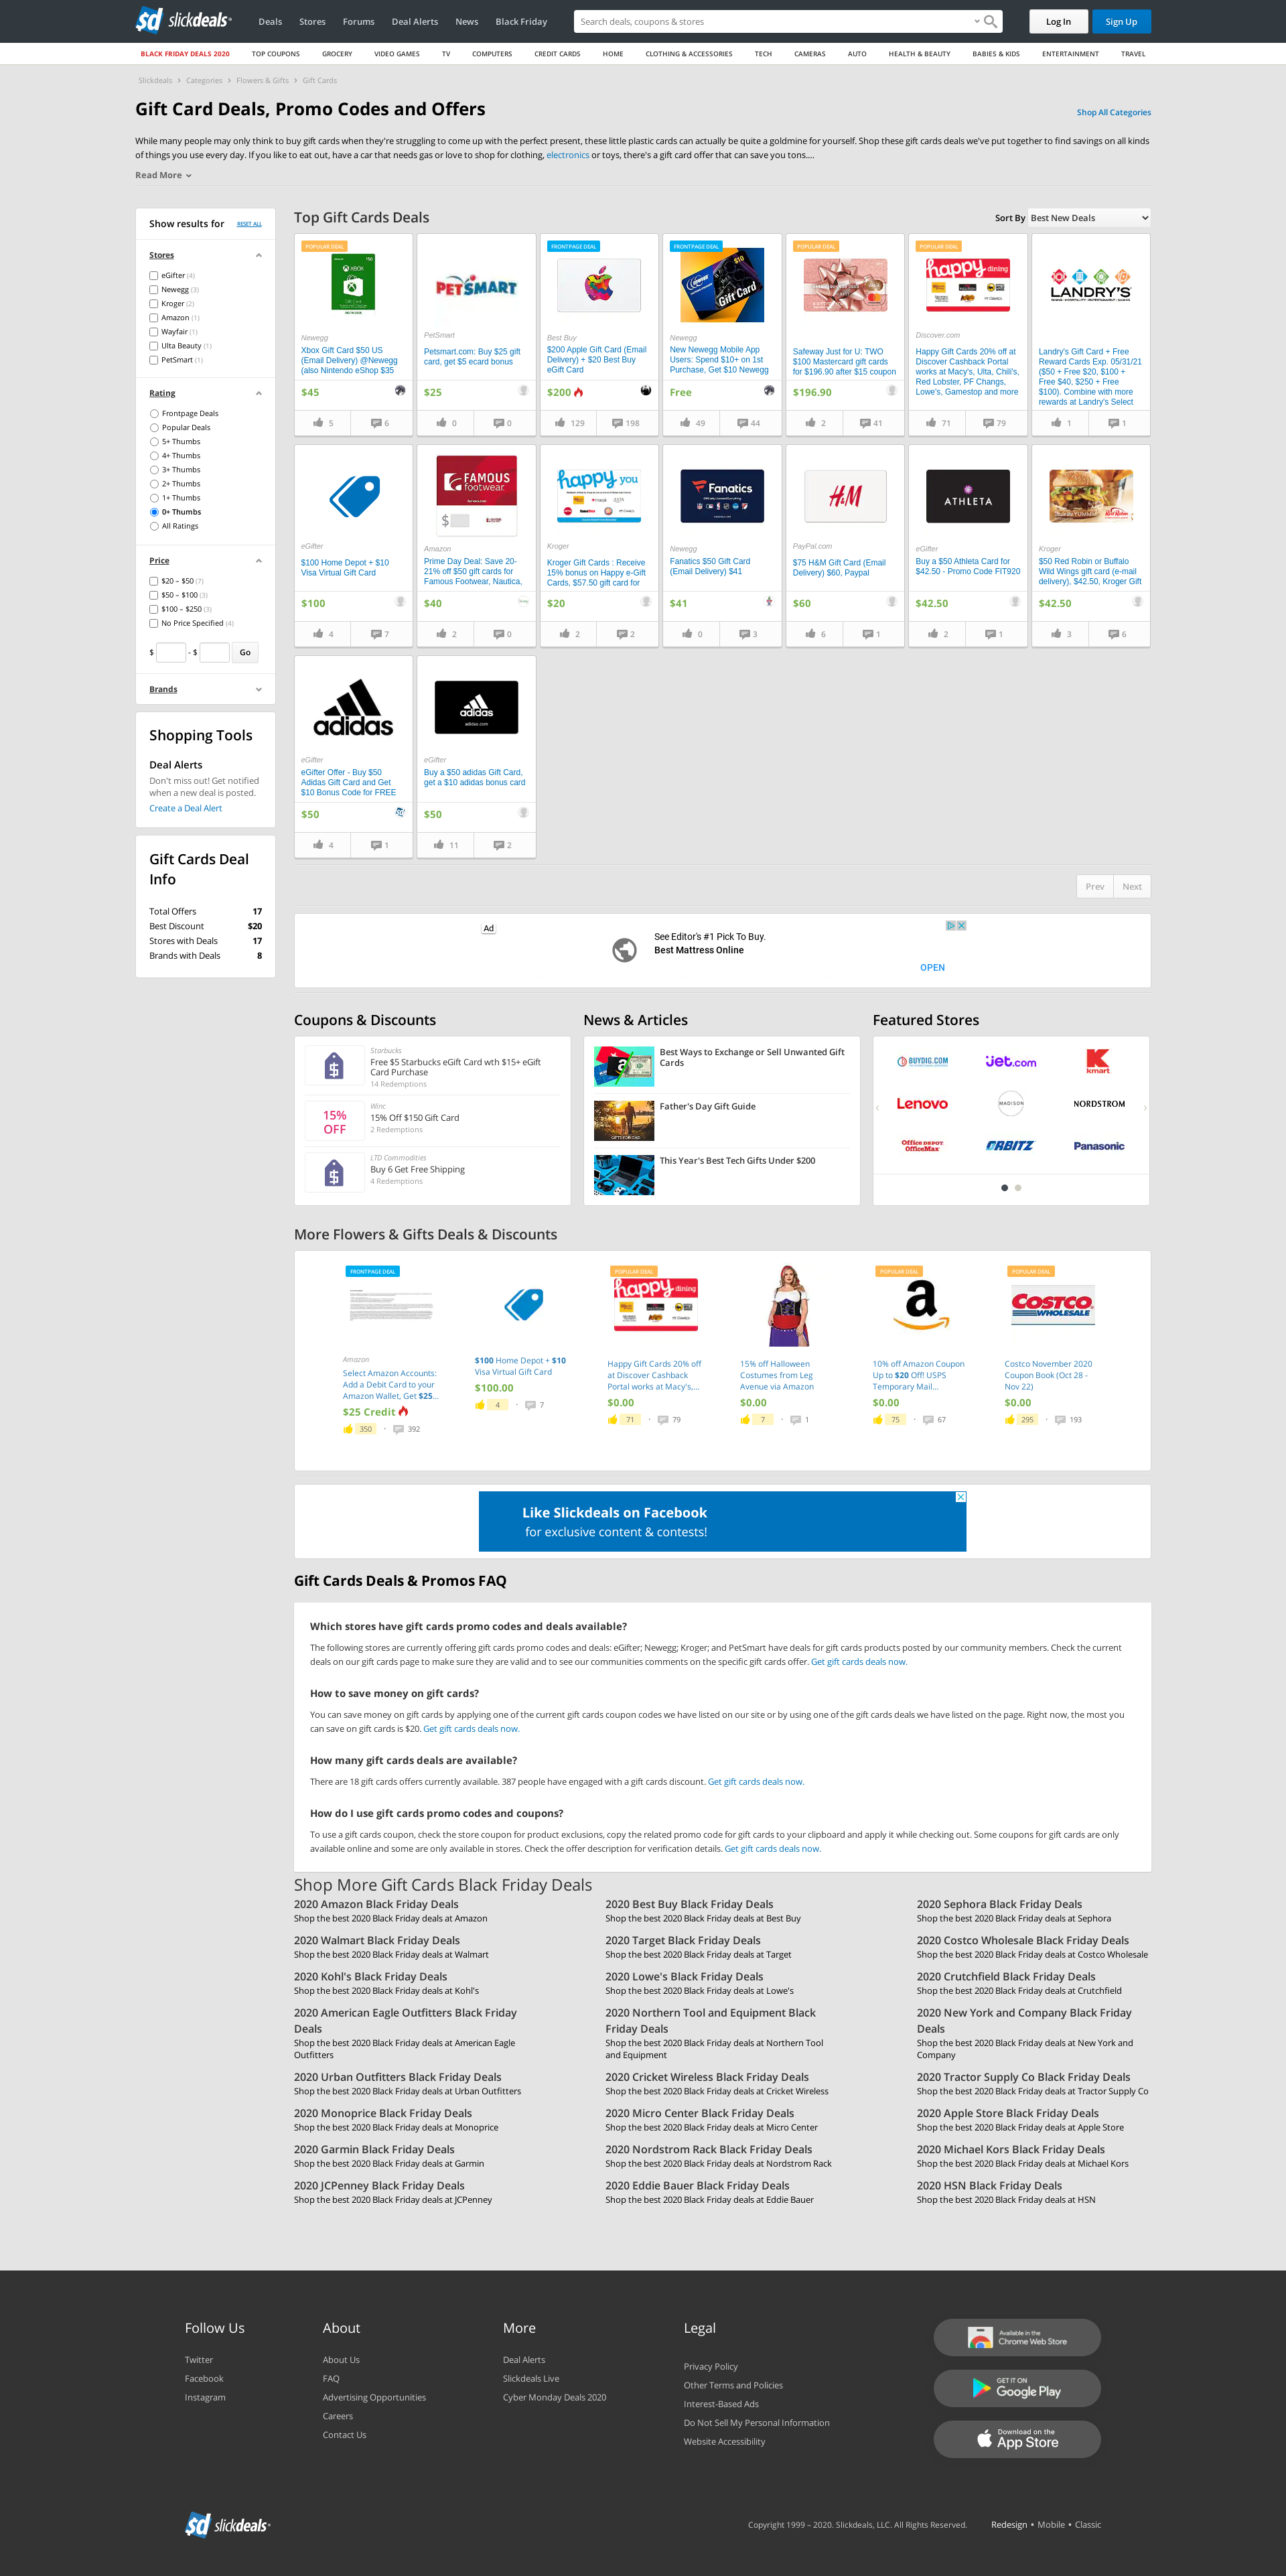 slickdeals
Deals
Stores
Forums
Deal Alerts
News
Black Friday
Search deals, coupons & stores
Log In
Sign Up
BLACK FRIDAY DEALS 2020
TOP COUPONS
GROCERY
VIDEO GAMES
TV
COMPUTERS
CREDIT CARDS
HOME
CLOTHING & ACCESSORIES
TECH
CAMERAS
AUTO
HEALTH & BEAUTY
BABIES & KIDS
ENTERTAINMENT
TRAVEL
Slickdeals › Categories › Flowers & Gifts › Gift Cards
Gift Card Deals, Promo Codes and Offers
Shop All Categories
While many people may only think to buy gift cards when they're struggling to come up with the perfect present, these little plastic cards can actually be quite a goldmine for yourself. Shop these gift cards deals we've put together to find savings on all kinds
of things you use every day. If you like to eat out, have a car that needs gas or love to shop for clothing, electronics or toys, there's a gift card offer that can save you tons....
Read More
Show results for
RESET ALL
Stores
eGifter (4)
Newegg (3)
Kroger (2)
Amazon (1)
Wayfair (1)
Ulta Beauty (1)
PetSmart (1)
Rating
Frontpage Deals
Popular Deals
5+ Thumbs
4+ Thumbs
3+ Thumbs
2+ Thumbs
1+ Thumbs
0+ Thumbs
All Ratings
Price
$20 – $50 (7)
$50 – $100 (3)
$100 – $250 (3)
No Price Specified (4)
$ - $ Go
Brands
Shopping Tools
Deal Alerts
Don't miss out! Get notified
when a new deal is posted.
Create a Deal Alert
Gift Cards Deal
Info
Total Offers 17
Best Discount $20
Stores with Deals 17
Brands with Deals 8
Top Gift Cards Deals
Sort By Best New Deals
POPULAR DEAL
XBOX
Newegg
Xbox Gift Card $50 US
(Email Delivery) @Newegg
(also Nintendo eShop $35
$45
5 6
PETSMART
PetSmart
Petsmart.com: Buy $25 gift
card, get $5 ecard bonus
$25
0 0
FRONTPAGE DEAL
Best Buy
$200 Apple Gift Card (Email
Delivery) + $20 Best Buy
eGift Card
$200
129 198
FRONTPAGE DEAL
$10
Gift Card
Newegg
New Newegg Mobile App
Users: Spend $10+ on 1st
Purchase, Get $10 Newegg
Free
49 44
POPULAR DEAL
Safeway Just for U: TWO
$100 Mastercard gift cards
for $196.90 after $15 coupon
$196.90
2 41
POPULAR DEAL
happy dining
Discover.com
Happy Gift Cards 20% off at
Discover Cashback Portal
works at Macy's, Ulta, Chili's,
Red Lobster, PF Changs,
Lowe's, Gamestop and more
71 79
LANDRY'S
Landry's Gift Card + Free
Reward Cards Exp. 05/31/21
($50 + Free $20, $100 +
Free $40, $250 + Free
$100). Combine with more
rewards at Landry's Select
1 1
eGifter
$100 Home Depot + $10
Visa Virtual Gift Card
$100
4 7
FAMOUS
footwear.
$
Amazon
Prime Day Deal: Save 20-
21% off $50 gift cards for
Famous Footwear, Nautica,
$40
2 0
happy you
Kroger
Kroger Gift Cards : Receive
15% bonus on Happy e-Gift
Cards, $57.50 gift card for
$20
2 2
Fanatics
Newegg
Fanatics $50 Gift Card
(Email Delivery) $41
$41
0 3
H&M
PayPal.com
$75 H&M Gift Card (Email
Delivery) $60, Paypal
$60
6 1
ATHLETA
eGifter
Buy a $50 Athleta Card for
$42.50 - Promo Code FIT920
$42.50
2 1
YUMMM
Kroger
$50 Red Robin or Buffalo
Wild Wings gift card (e-mail
delivery), $42.50, Kroger Gift
$42.50
3 6
adidas
eGifter
eGifter Offer - Buy $50
Adidas Gift Card and Get
$10 Bonus Code for FREE
$50
4 1
adidas
adidas.com
eGifter
Buy a $50 adidas Gift Card,
get a $10 adidas bonus card
$50
11 2
Prev Next
Ad
See Editor's #1 Pick To Buy.
Best Mattress Online
OPEN
Coupons & Discounts
Starbucks
Free $5 Starbucks eGift Card wth $15+ eGift
Card Purchase
14 Redemptions
15%
OFF
Winc
15% Off $150 Gift Card
2 Redemptions
LTD Commodities
Buy 6 Get Free Shipping
4 Redemptions
News & Articles
Best Ways to Exchange or Sell Unwanted Gift
Cards
GIFTS FOR DAD
Father's Day Gift Guide
This Year's Best Tech Gifts Under $200
Featured Stores
BUYDIG.COM
Jet.com
kmart
Lenovo
MADISON
NORDSTROM
Office DEPOT
OfficeMax
ORBITZ
Panasonic
More Flowers & Gifts Deals & Discounts
FRONTPAGE DEAL
Amazon
Select Amazon Accounts:
Add a Debit Card to your
Amazon Wallet, Get $25...
$25 Credit
350 · 392
$100 Home Depot + $10
Visa Virtual Gift Card
$100.00
4 · 7
POPULAR DEAL
happy dining
Happy Gift Cards 20% off
at Discover Cashback
Portal works at Macy's,...
$0.00
71 · 79
15% off Halloween
Costumes from Leg
Avenue via Amazon
$0.00
7 · 1
POPULAR DEAL
a
10% off Amazon Coupon
Up to $20 Off! USPS
Temporary Mail...
$0.00
75 · 67
POPULAR DEAL
COSTCO
WHOLESALE
Costco November 2020
Coupon Book (Oct 28 -
Nov 22)
$0.00
295 · 193
Like Slickdeals on Facebook
for exclusive content & contests!
Gift Cards Deals & Promos FAQ
Which stores have gift cards promo codes and deals available?
The following stores are currently offering gift cards promo codes and deals: eGifter; Newegg; Kroger; and PetSmart have deals for gift cards products posted by our community members. Check the current
deals on our gift cards page to make sure they are valid and to see our communities comments on the specific gift cards offer. Get gift cards deals now.
How to save money on gift cards?
You can save money on gift cards by applying one of the current gift cards coupon codes we have listed on our site or by using one of the gift cards deals we have listed on the page. Right now, the most you
can save on gift cards is $20. Get gift cards deals now.
How many gift cards deals are available?
There are 18 gift cards offers currently available. 387 people have engaged with a gift cards discount. Get gift cards deals now.
How do I use gift cards promo codes and coupons?
To use a gift cards coupon, check the store coupon for product exclusions, copy the related promo code for gift cards to your clipboard and apply it while checking out. Some coupons for gift cards are only
available online and some are only available in stores. Check the offer description for verification details. Get gift cards deals now.
Shop More Gift Cards Black Friday Deals
2020 Amazon Black Friday Deals
Shop the best 2020 Black Friday deals at Amazon
2020 Best Buy Black Friday Deals
Shop the best 2020 Black Friday deals at Best Buy
2020 Sephora Black Friday Deals
Shop the best 2020 Black Friday deals at Sephora
2020 Walmart Black Friday Deals
Shop the best 2020 Black Friday deals at Walmart
2020 Target Black Friday Deals
Shop the best 2020 Black Friday deals at Target
2020 Costco Wholesale Black Friday Deals
Shop the best 2020 Black Friday deals at Costco Wholesale
2020 Kohl's Black Friday Deals
Shop the best 2020 Black Friday deals at Kohl's
2020 Lowe's Black Friday Deals
Shop the best 2020 Black Friday deals at Lowe's
2020 Crutchfield Black Friday Deals
Shop the best 2020 Black Friday deals at Crutchfield
2020 American Eagle Outfitters Black Friday
Deals
Shop the best 2020 Black Friday deals at American Eagle
Outfitters
2020 Northern Tool and Equipment Black
Friday Deals
Shop the best 2020 Black Friday deals at Northern Tool
and Equipment
2020 New York and Company Black Friday
Deals
Shop the best 2020 Black Friday deals at New York and
Company
2020 Urban Outfitters Black Friday Deals
Shop the best 2020 Black Friday deals at Urban Outfitters
2020 Cricket Wireless Black Friday Deals
Shop the best 2020 Black Friday deals at Cricket Wireless
2020 Tractor Supply Co Black Friday Deals
Shop the best 2020 Black Friday deals at Tractor Supply Co
2020 Monoprice Black Friday Deals
Shop the best 2020 Black Friday deals at Monoprice
2020 Micro Center Black Friday Deals
Shop the best 2020 Black Friday deals at Micro Center
2020 Apple Store Black Friday Deals
Shop the best 2020 Black Friday deals at Apple Store
2020 Garmin Black Friday Deals
Shop the best 2020 Black Friday deals at Garmin
2020 Nordstrom Rack Black Friday Deals
Shop the best 2020 Black Friday deals at Nordstrom Rack
2020 Michael Kors Black Friday Deals
Shop the best 2020 Black Friday deals at Michael Kors
2020 JCPenney Black Friday Deals
Shop the best 2020 Black Friday deals at JCPenney
2020 Eddie Bauer Black Friday Deals
Shop the best 2020 Black Friday deals at Eddie Bauer
2020 HSN Black Friday Deals
Shop the best 2020 Black Friday deals at HSN
Follow Us
Twitter
Facebook
Instagram
About
About Us
FAQ
Advertising Opportunities
Careers
Contact Us
More
Deal Alerts
Slickdeals Live
Cyber Monday Deals 2020
Legal
Privacy Policy
Other Terms and Policies
Interest-Based Ads
Do Not Sell My Personal Information
Website Accessibility
Available in the
Chrome Web Store
GET IT ON
Google Play
Download on the
App Store
slickdeals
Copyright 1999 – 2020. Slickdeals, LLC. All Rights Reserved.
Redesign • Mobile • Classic